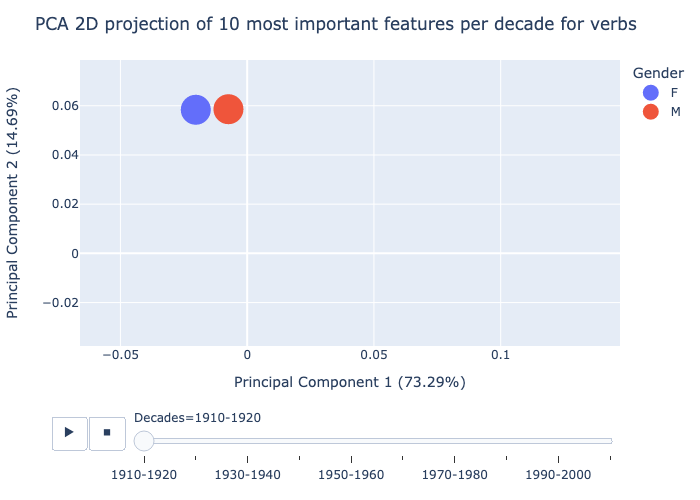 PCA 2D projection of 10 most important features per decade for verbs
Principal Component 2 (14.69%)
Gender
F
M
0.06
0.04
0.02
0
−0.02
−0.05
0
0.05
0.1
Principal Component 1 (73.29%)
Decades=1910-1920
1910-1920
1930-1940
1950-1960
1970-1980
1990-2000